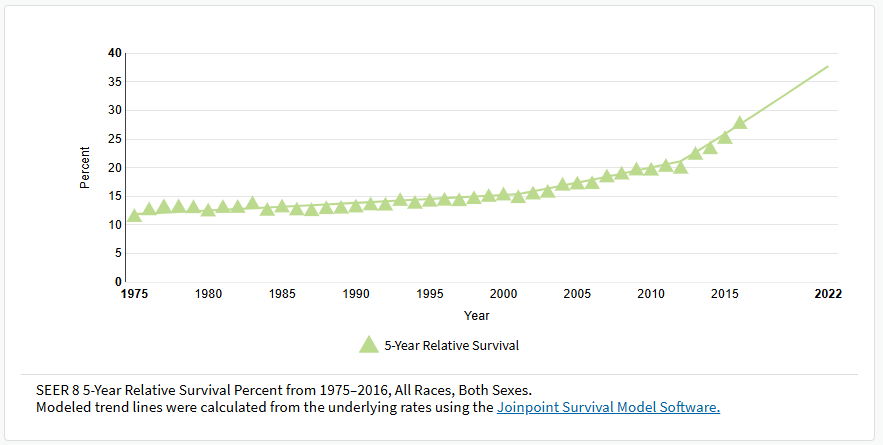 40
35
30
25
20
15
10
5
0
Percent
1975 1980 1985 1990 1995 2000 2005 2010 2015 2022
Year
5-Year Relative Survival
SEER 8 5-Year Relative Survival Percent from 1975–2016, All Races, Both Sexes.
Modeled trend lines were calculated from the underlying rates using the Joinpoint Survival Model Software.